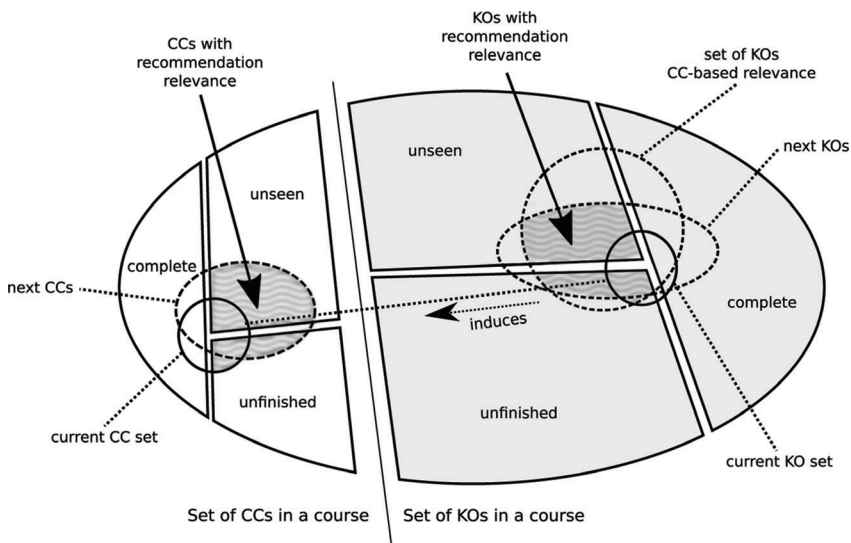 CCs with
recommendation
relevance
KOs with
recommendation
relevance
set of KOs
CC-based relevance
next KOs
unseen
unseen
complete
next CCs
complete
induces
unfinished
unfinished
current CC set
current KO set
Set of CCs in a course
Set of KOs in a course